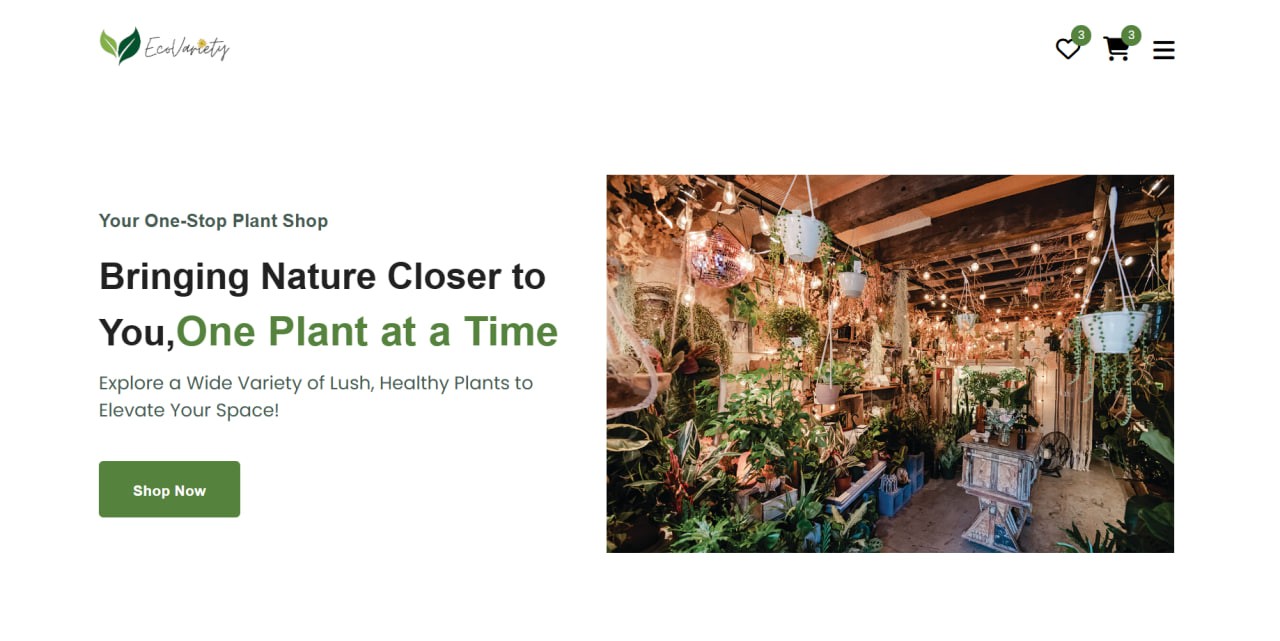 EcoVariety
3
3
Your One-Stop Plant Shop
Bringing Nature Closer to
You,One Plant at a Time
Explore a Wide Variety of Lush, Healthy Plants to
Elevate Your Space!
Shop Now